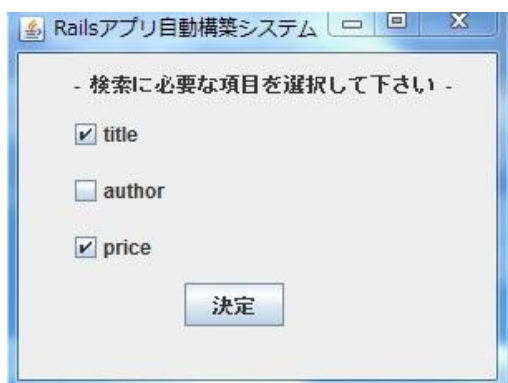 Railsアプリ自動構築システム
- 検索に必要な項目を選択して下さい -
title
author
price
決定